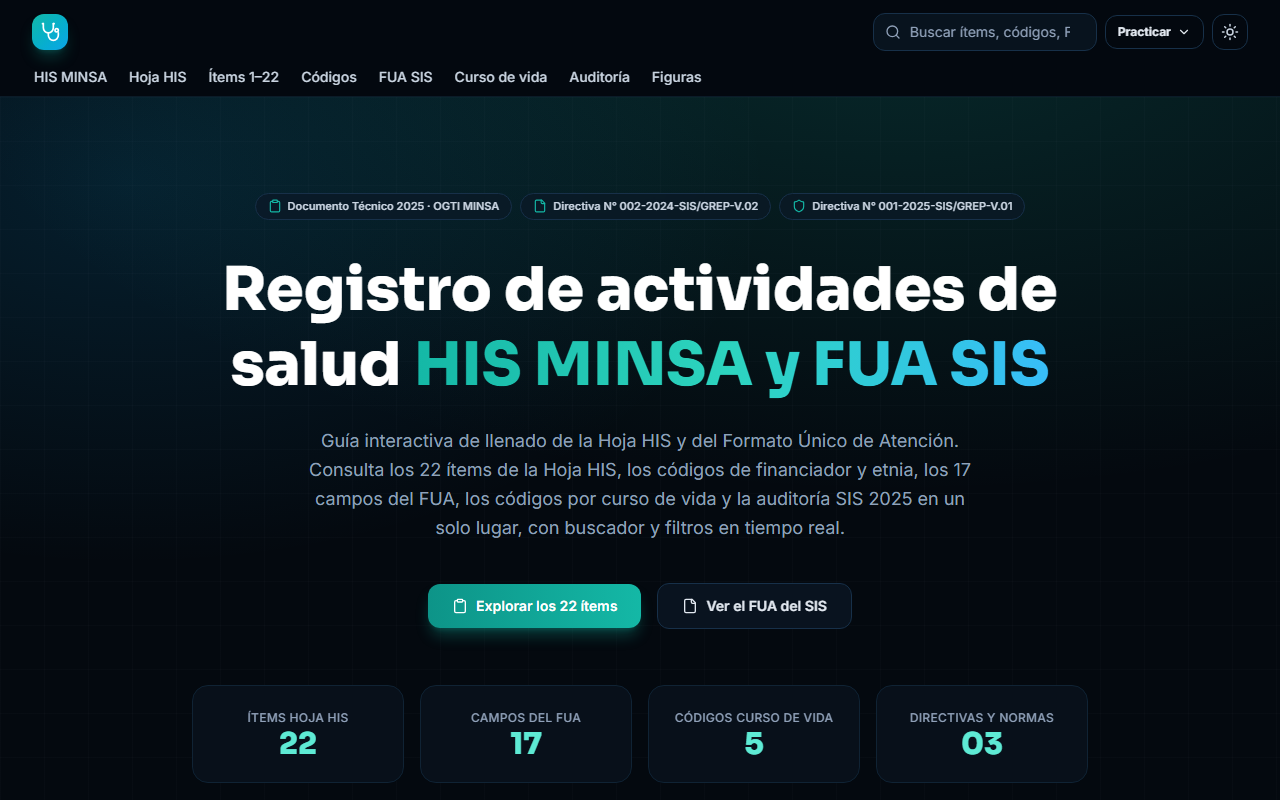 Buscar ítems, códigos, F
Practicar
HIS MINSA
Hoja HIS
Ítems 1–22
Códigos
FUA SIS
Curso de vida
Auditoría
Figuras
Documento Técnico 2025 · OGTI MINSA
Directiva N° 002-2024-SIS/GREP-V.02
Directiva N° 001-2025-SIS/GREP-V.01
Registro de actividades de
salud HIS MINSA y FUA SIS
Guía interactiva de llenado de la Hoja HIS y del Formato Único de Atención.
Consulta los 22 ítems de la Hoja HIS, los códigos de financiador y etnia, los 17
campos del FUA, los códigos por curso de vida y la auditoría SIS 2025 en un
solo lugar, con buscador y filtros en tiempo real.
Explorar los 22 ítems
Ver el FUA del SIS
ÍTEMS HOJA HIS
22
CAMPOS DEL FUA
17
CÓDIGOS CURSO DE VIDA
5
DIRECTIVAS Y NORMAS
03